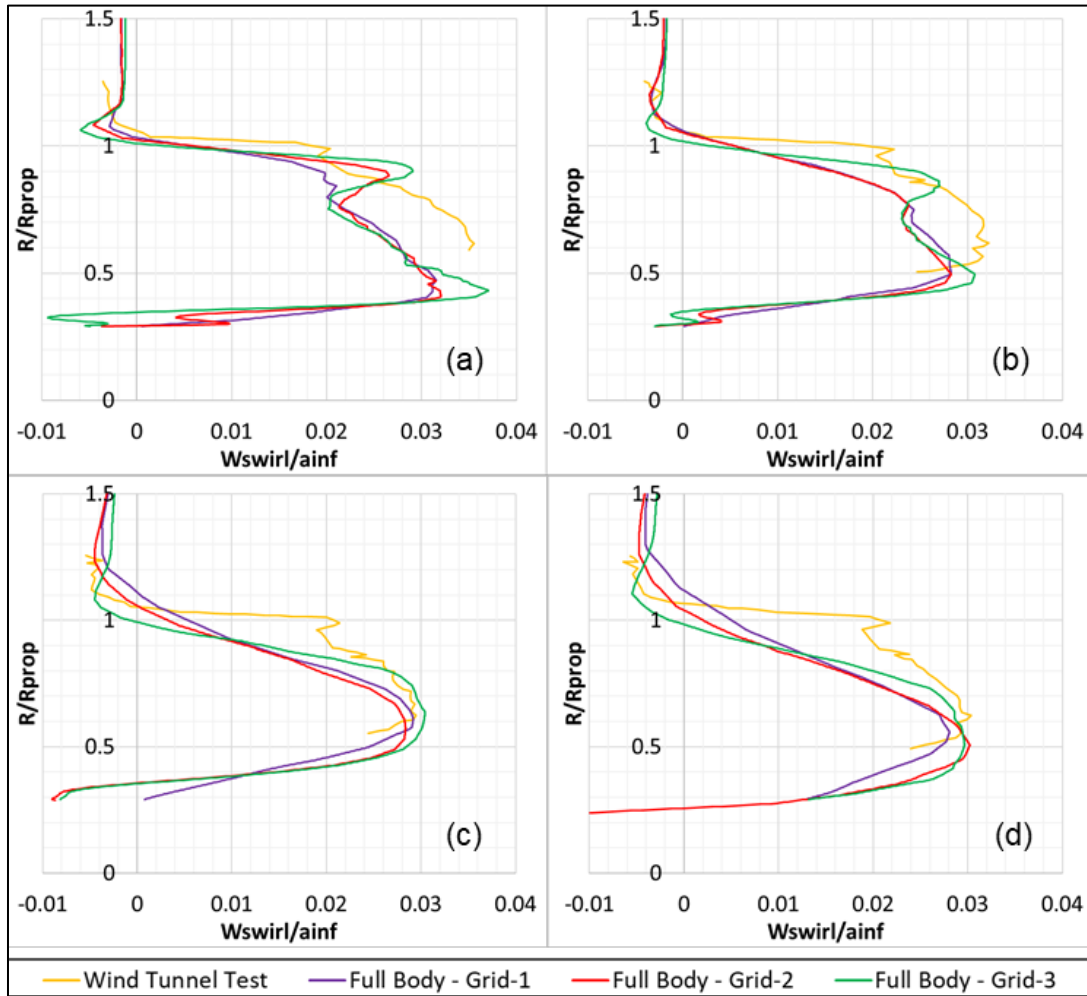 1.5
1
0.5
0
R/Rprop
-0.01 0 0.01 0.02 0.03 0.04
Wswirl/ainf
(a)
1.5
1
0.5
0
R/Rprop
-0.01 0 0.01 0.02 0.03 0.04
Wswirl/ainf
(b)
1.5
1
0.5
0
R/Rprop
-0.01 0 0.01 0.02 0.03 0.04
Wswirl/ainf
(c)
1.5
1
0.5
0
R/Rprop
-0.01 0 0.01 0.02 0.03 0.04
Wswirl/ainf
(d)
Wind Tunnel Test Full Body - Grid-1 Full Body - Grid-2 Full Body - Grid-3